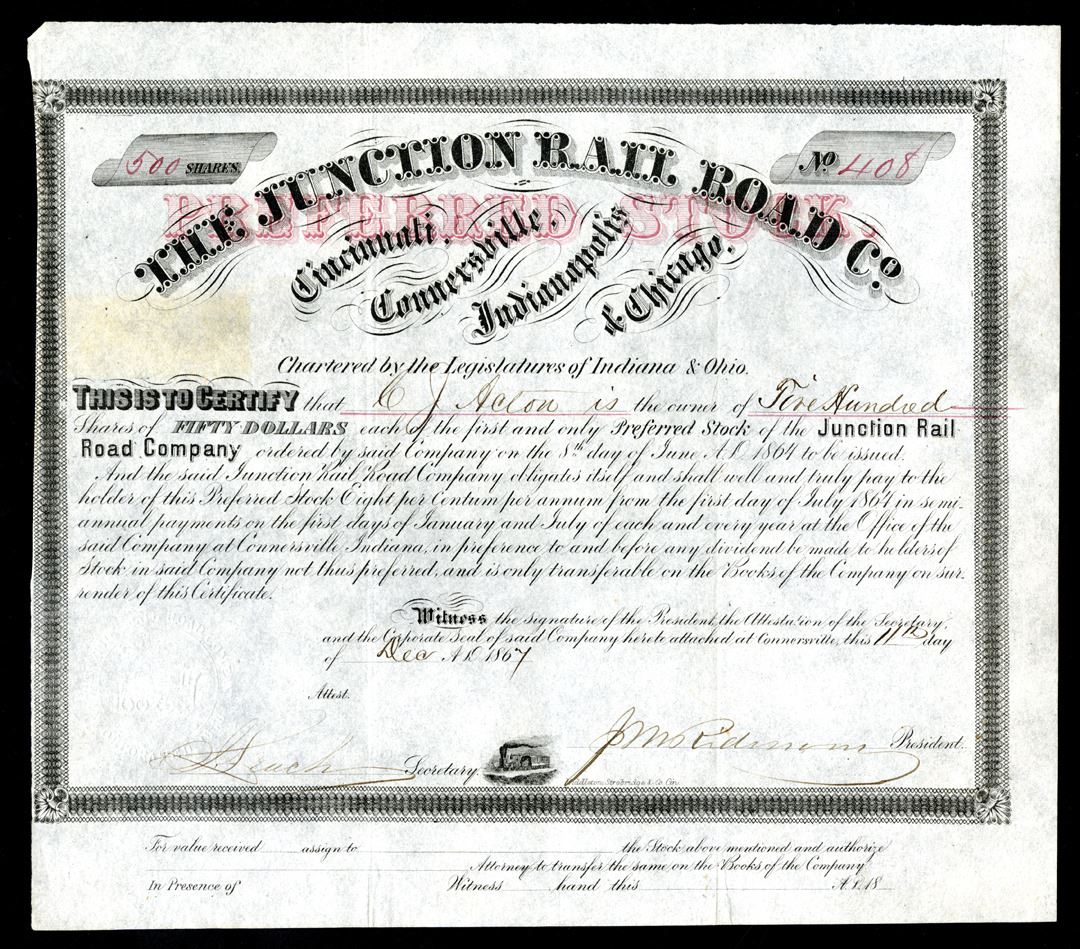 500 SHARES
No. 408
THE JUNCTION RAIL ROAD Co.
PREFERRED STOCK.
Cincinnati,
Connersville,
Indianapolis
& Chicago.
Chartered by the Legislatures of Indiana & Ohio.
THIS IS TO CERTIFY that C J Acton is the owner of Five Hundred
Shares of FIFTY DOLLARS each of the first and only Preferred Stock of the Junction Rail
Road Company ordered by said Company on the 8th day of June A.D. 1864 to be issued.
And the said Junction Rail Road Company obligates itself and shall well and truly pay to the
holder of this Preferred Stock Eight per Centum per annum from the first day of July 1864 in semi-
annual payments on the first days of January and July of each and every year at the Office of the
said Company at Connersville Indiana, in preference to and before any dividend be made to holders of
Stock in said Company not thus preferred, and is only transferable on the Books of the Company on sur-
render of this Certificate.
Witness the signature of the President, the Attestation of the Secretary,
and the Corporate Seal of said Company hereto attached at Connersville, this 11th day
of Dec A.D. 1867
Attest.
Secretary.
President.
Middleton, Strobridge & Co. Cin.
For value received assign to the Stock above mentioned and authorize
Attorney to transfer the same on the Books of the Company
In Presence of Witness hand this A.D. 18